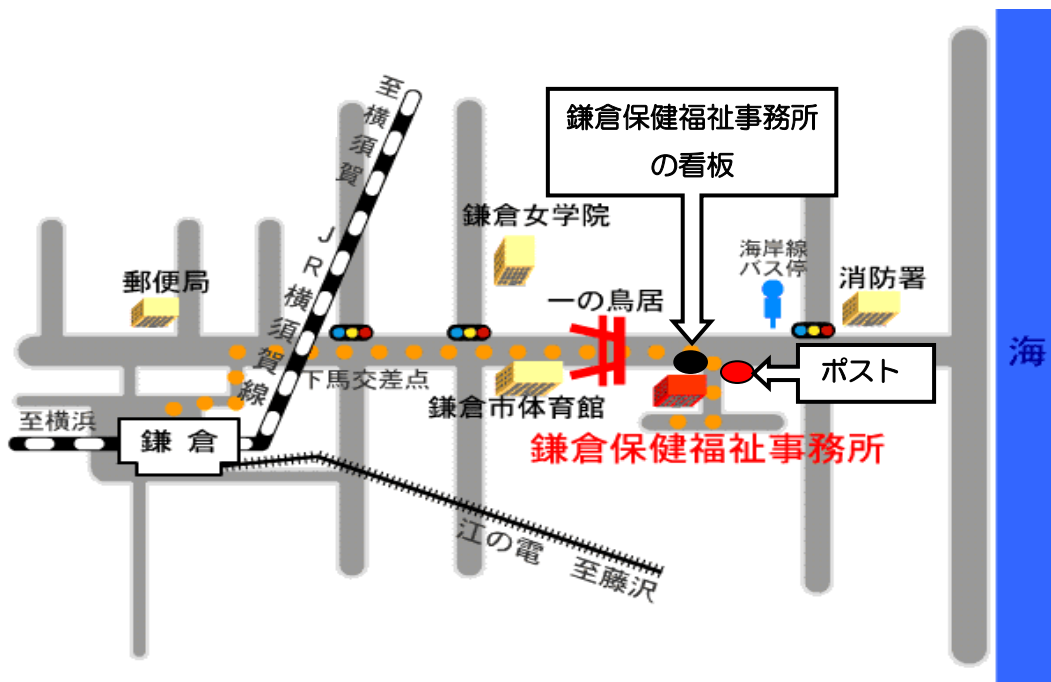 至横須賀
鎌倉保健福祉事務所
の看板
鎌倉女学院
海岸線
バス停
郵便局
消防署
一の鳥居
JR横須賀線
海
下馬交差点
ポスト
鎌倉市体育館
至横浜
鎌倉
鎌倉保健福祉事務所
江の電 至藤沢